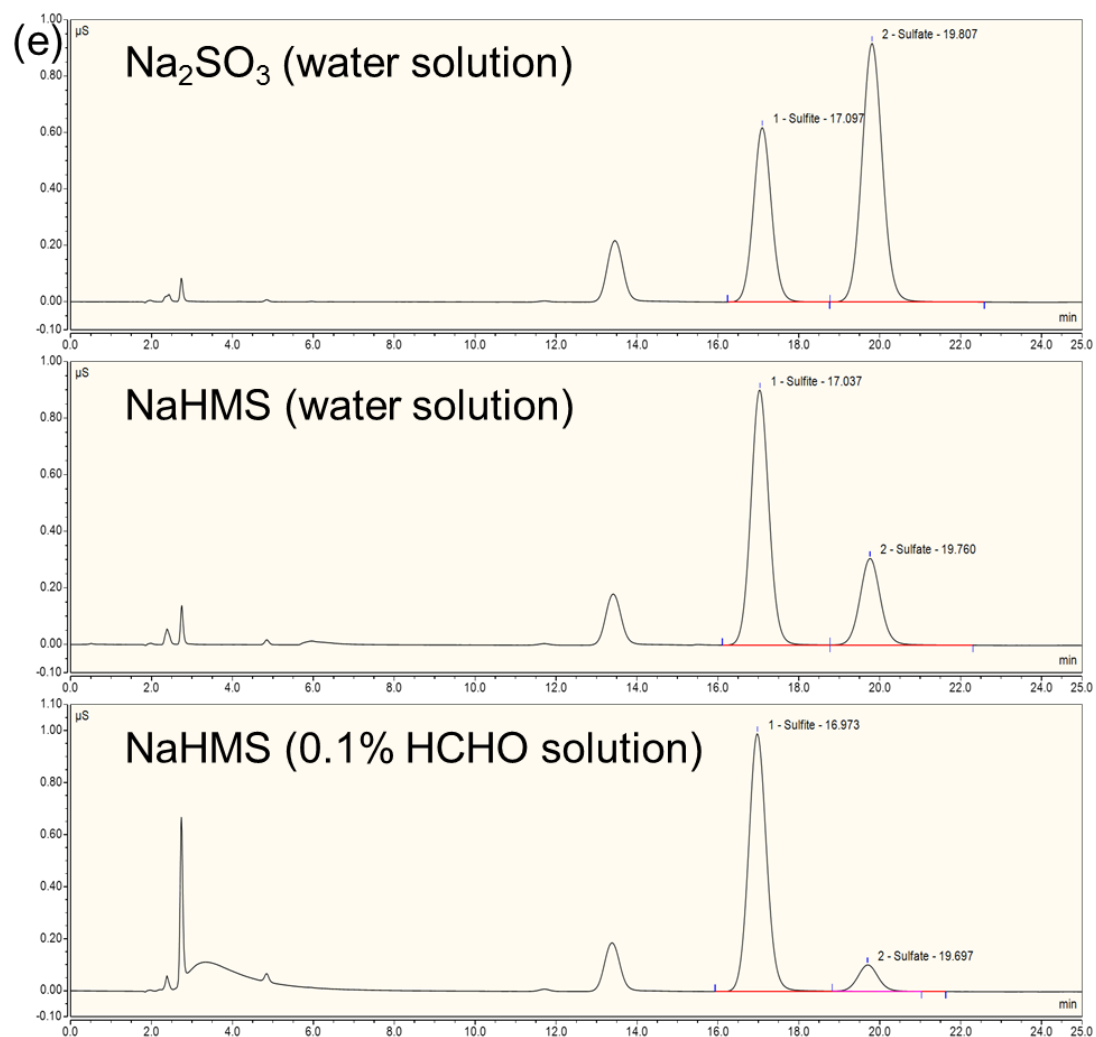 (e)
1.00
µS
Na₂SO₃ (water solution)
2 - Sulfate - 19.807
0.80
1 - Sulfite - 17.097
0.60
0.40
0.20
0.00
-0.10
min
0.0 2.0 4.0 6.0 8.0 10.0 12.0 14.0 16.0 18.0 20.0 22.0 24.0 25.0
1.00
µS
NaHMS (water solution)
1 - Sulfite - 17.037
0.80
0.60
0.40
2 - Sulfate - 19.760
0.20
0.00
-0.10
min
0.0 2.0 4.0 6.0 8.0 10.0 12.0 14.0 16.0 18.0 20.0 22.0 24.0 25.0
1.10
µS
1.00
NaHMS (0.1% HCHO solution)
1 - Sulfite - 16.973
0.80
0.60
0.40
0.20
2 - Sulfate - 19.697
0.00
-0.10
min
0.0 2.0 4.0 6.0 8.0 10.0 12.0 14.0 16.0 18.0 20.0 22.0 24.0 25.0